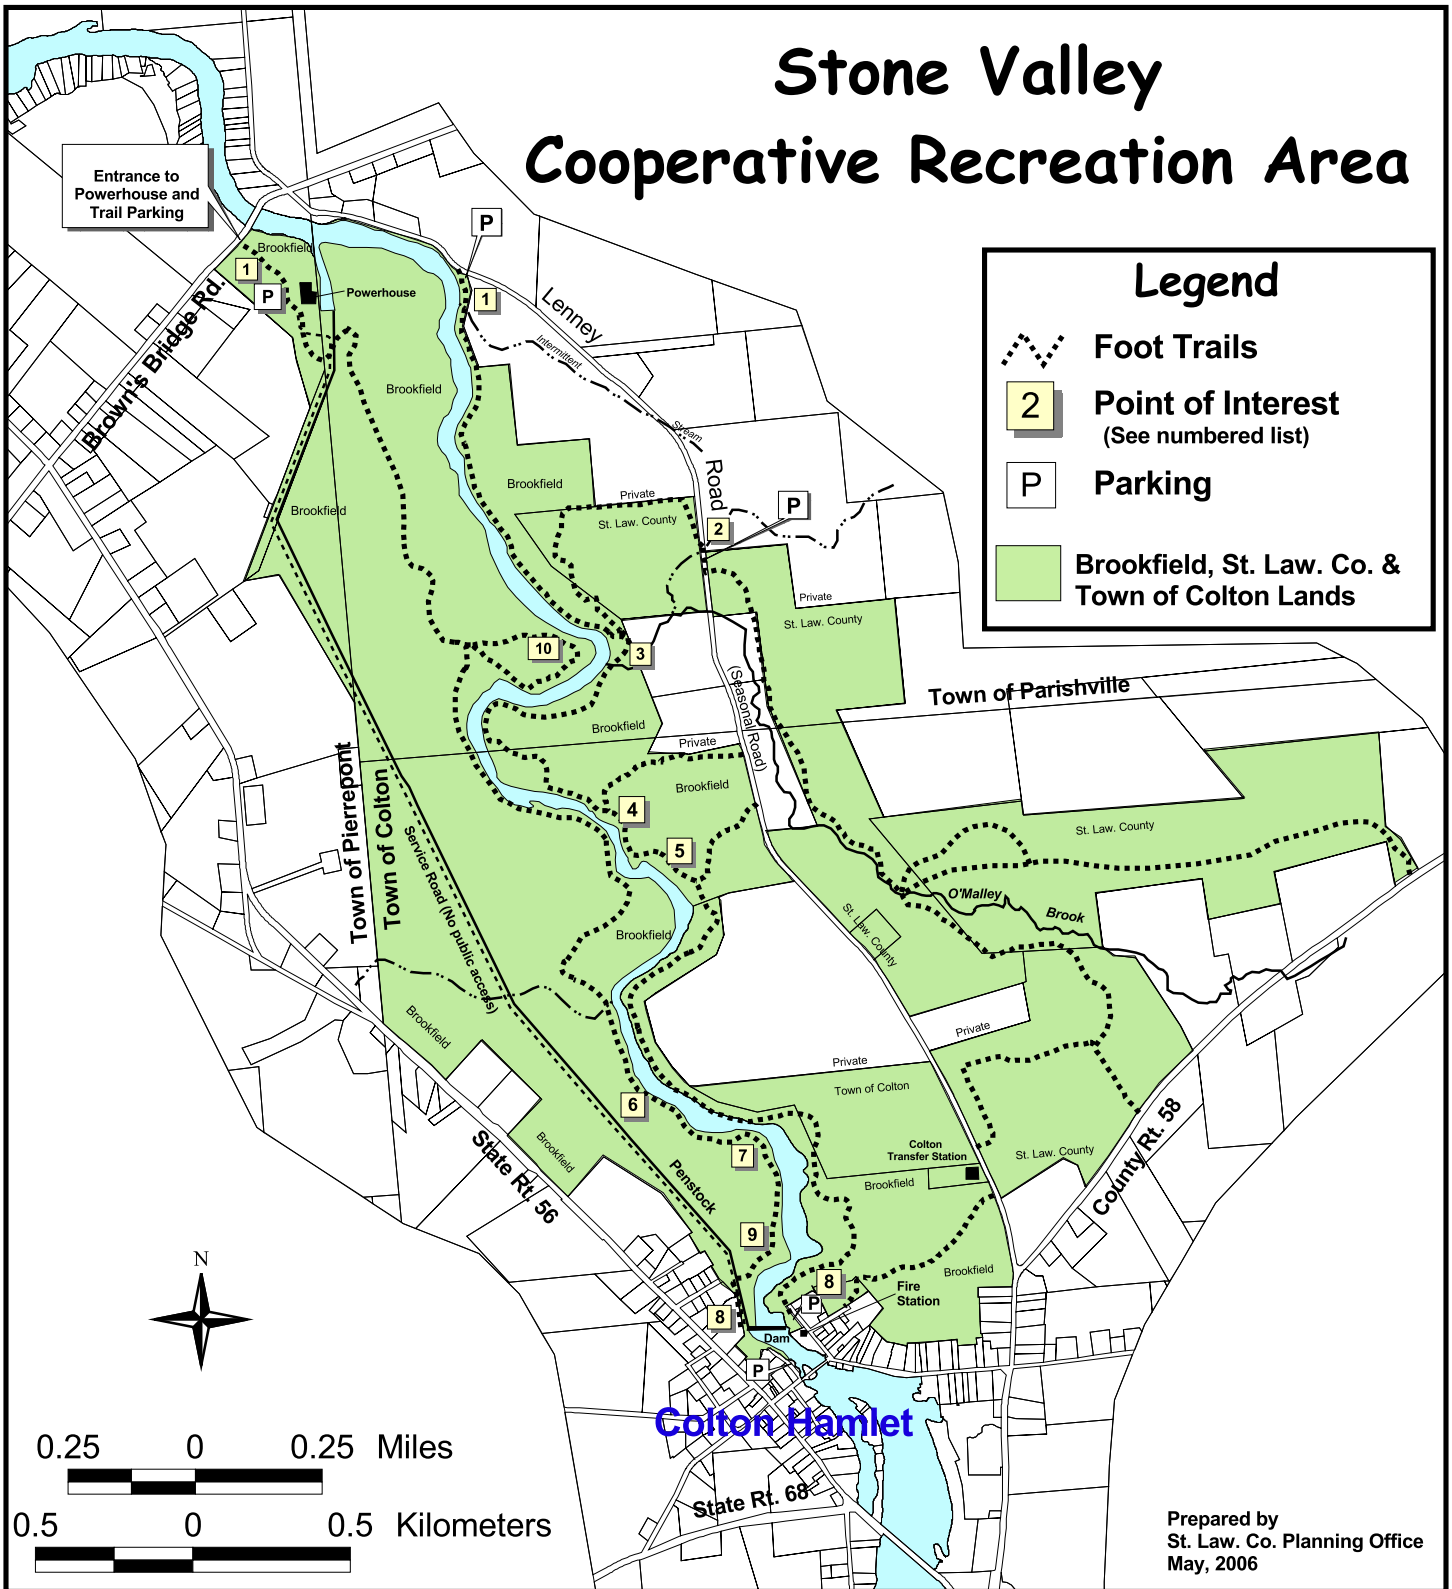 Stone Valley
Cooperative Recreation Area
Entrance to
Powerhouse and
Trail Parking
P
Brookfield
1
P
Powerhouse
1
Brown's Bridge Rd.
Lenney
Intermittent
Stream
Road
Brookfield
Brookfield
Brookfield
Private
St. Law. County
2
P
Private
St. Law. County
10
3
(Seasonal Road)
Brookfield
Private
Town of Parishville
Legend
Foot Trails
2
Point of Interest
(See numbered list)
P
Parking
Brookfield, St. Law. Co. &
Town of Colton Lands
Town of Pierrepont
Town of Colton
Service Road (No public access)
Brookfield
4
5
St. Law. County
O'Malley
Brook
Brookfield
St. Law. County
Brookfield
Private
Private
Town of Colton
6
7
Colton
Transfer Station
St. Law. County
Brookfield
State Rt. 56
Brookfield
Penstock
County Rt. 58
9
8
Brookfield
Fire
Station
P
8
Dam
P
N
Colton Hamlet
State Rt. 68
0.25 0 0.25 Miles
0.5 0 0.5 Kilometers
Prepared by
St. Law. Co. Planning Office
May, 2006